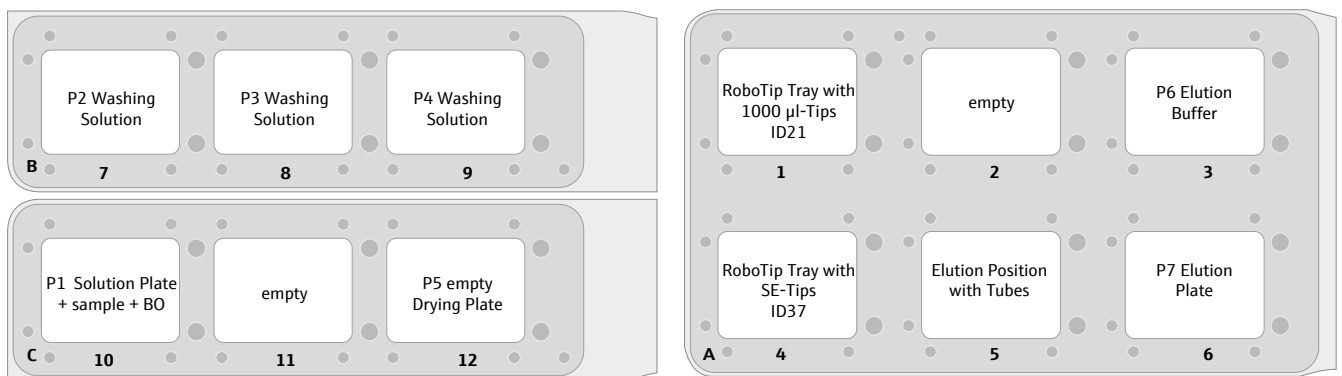 P2 Washing
Solution
P3 Washing
Solution
P4 Washing
Solution
B
7
8
9
P1 Solution Plate
+ sample + BO
empty
P5 empty
Drying Plate
C
10
11
12
RoboTip Tray with
1000 µl-Tips
ID21
empty
P6 Elution
Buffer
1
2
3
RoboTip Tray with
SE-Tips
ID37
Elution Position
with Tubes
P7 Elution
Plate
A
4
5
6